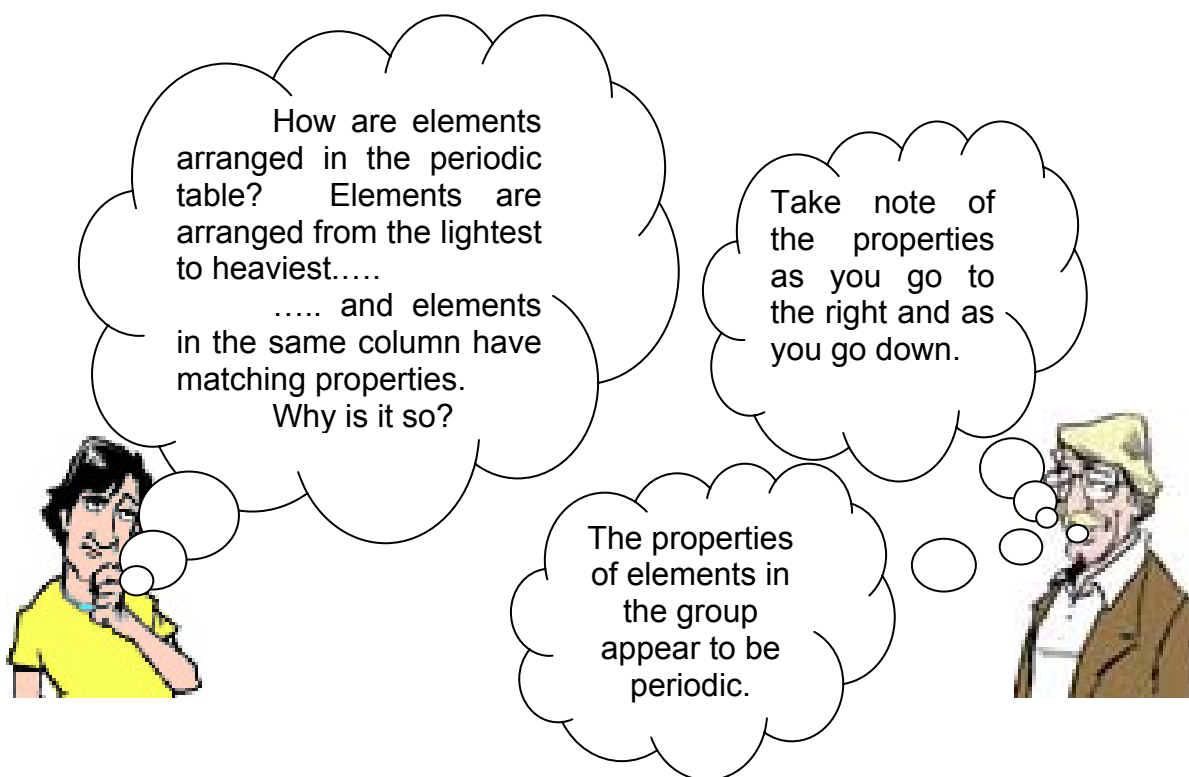 How are elements
arranged in the periodic
table? Elements are
arranged from the lightest
to heaviest.....
..... and elements
in the same column have
matching properties.
Why is it so?
Take note of
the properties
as you go to
the right and as
you go down.
The properties
of elements in
the group
appear to be
periodic.